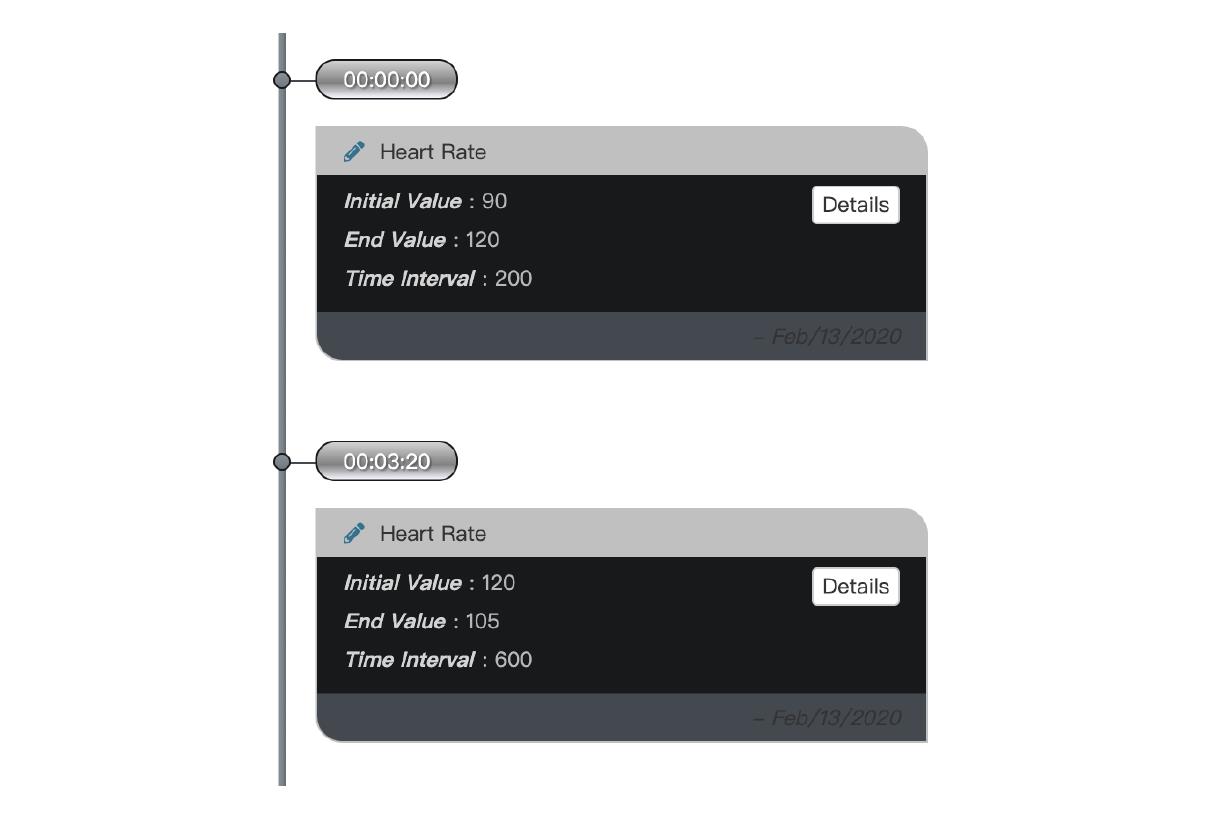 00:00:00
Heart Rate
Initial Value : 90
Details
End Value : 120
Time Interval : 200
– Feb/13/2020
00:03:20
Heart Rate
Initial Value : 120
Details
End Value : 105
Time Interval : 600
– Feb/13/2020